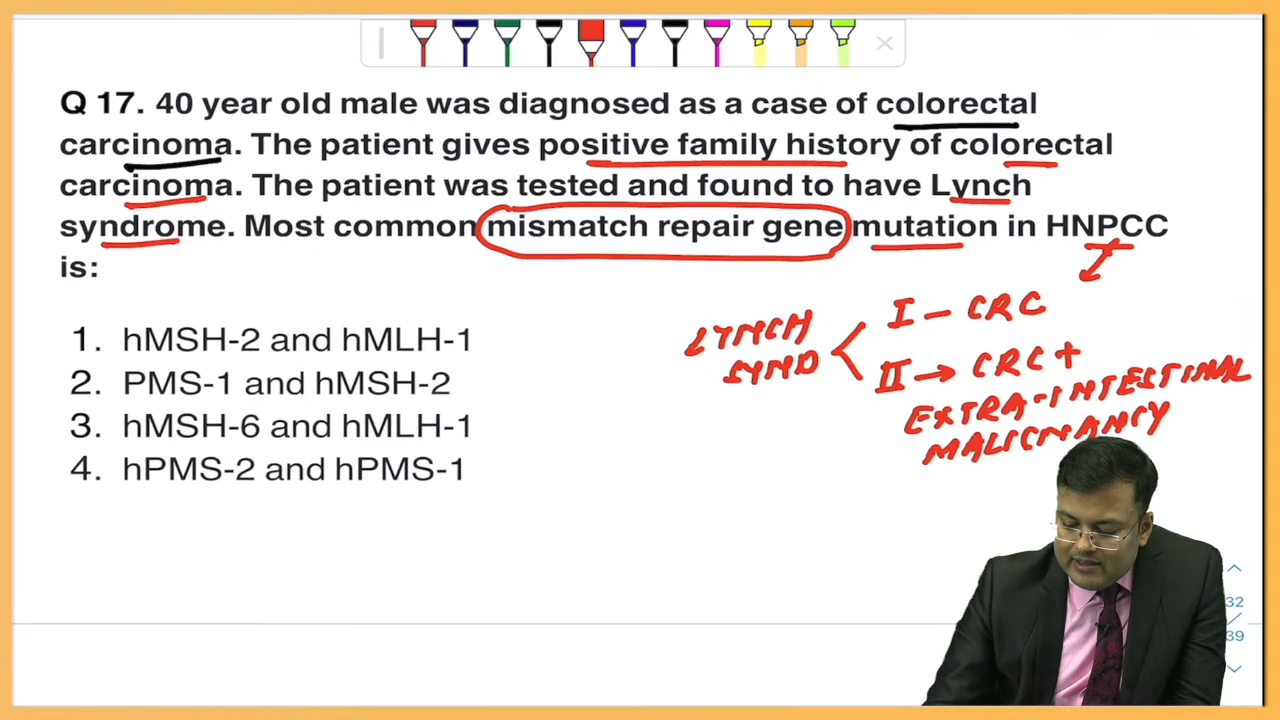 Q 17. 40 year old male was diagnosed as a case of colorectal
carcinoma. The patient gives positive family history of colorectal
carcinoma. The patient was tested and found to have Lynch
syndrome. Most common mismatch repair gene mutation in HNPCC
is:
1. hMSH-2 and hMLH-1
2. PMS-1 and hMSH-2
3. hMSH-6 and hMLH-1
4. hPMS-2 and hPMS-1
LYNCH
SYND
I - CRC
II → CRC +
EXTRA-INTESTINAL
MALIGNANCY
32
39